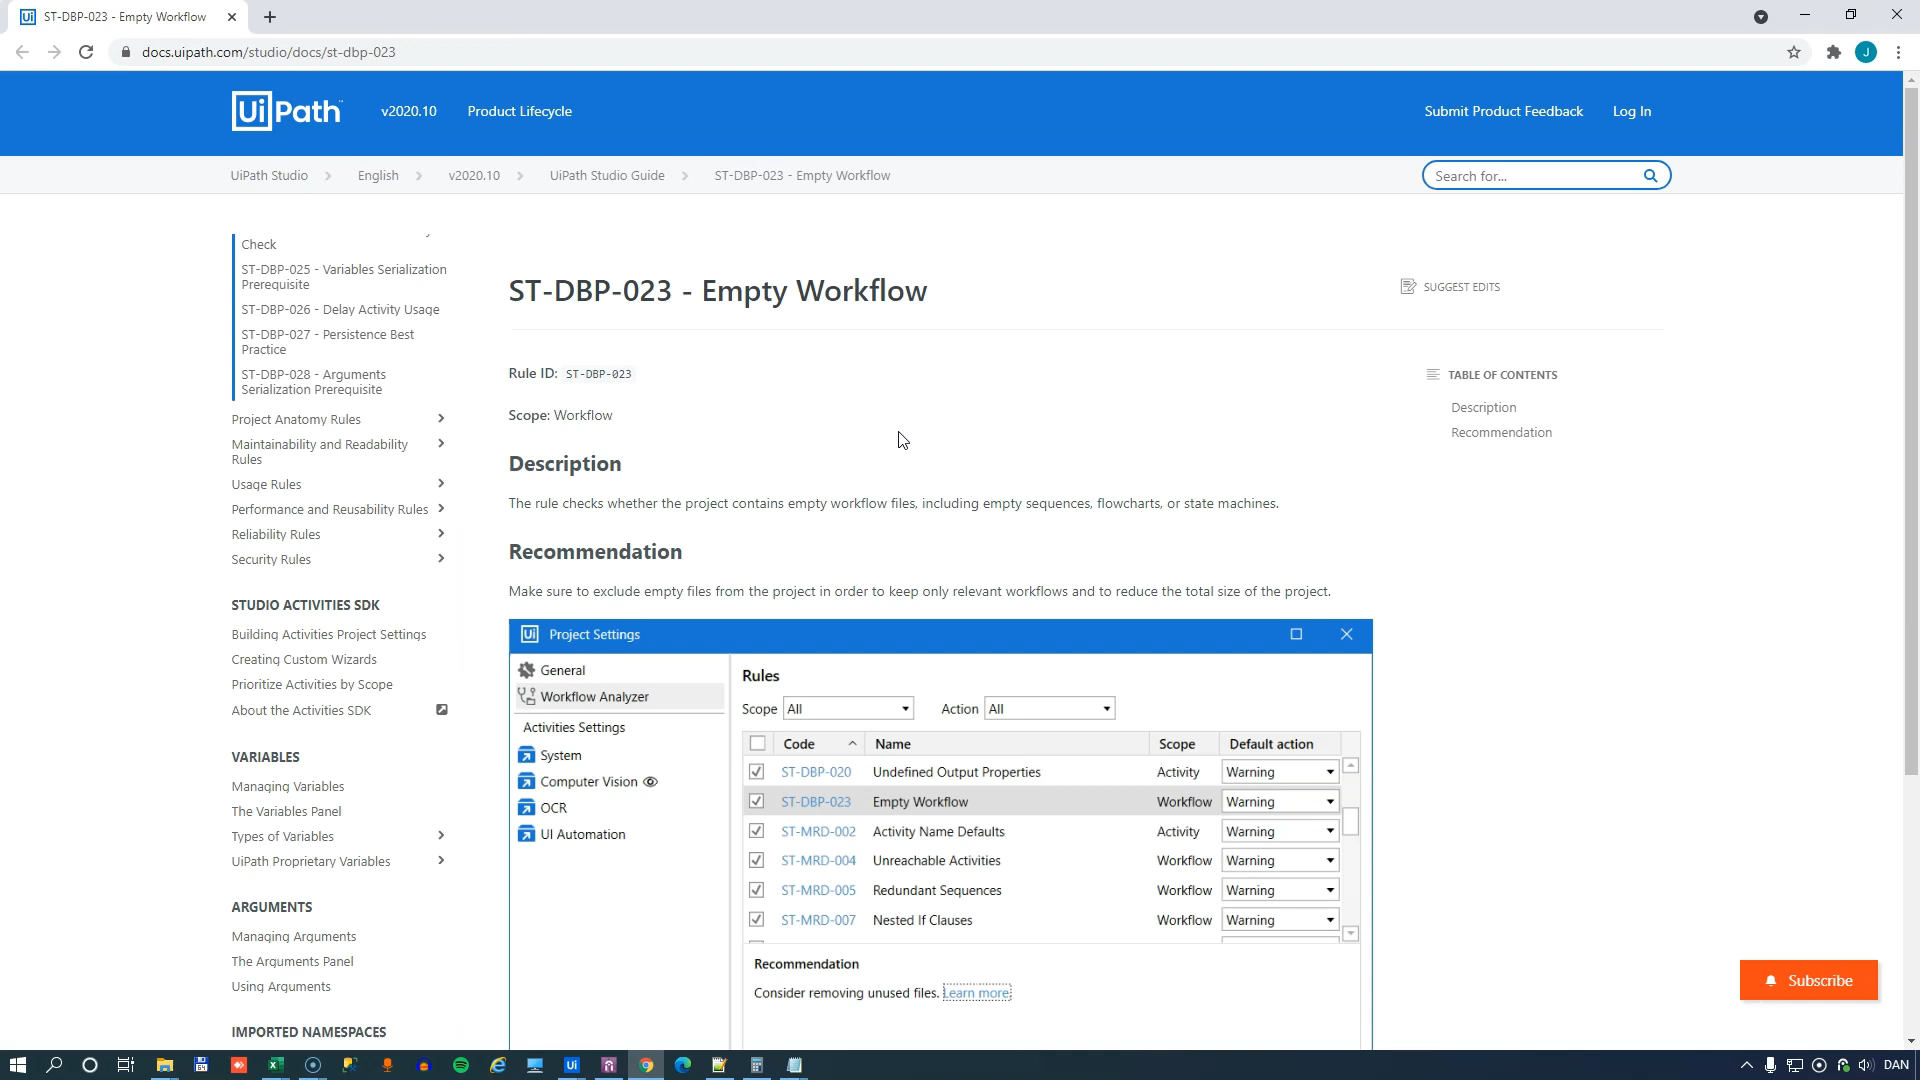 ST-DBP-023 - Empty Workflow
docs.uipath.com/studio/docs/st-dbp-023
J
UiPath
v2020.10
Product Lifecycle
Submit Product Feedback
Log In
UiPath Studio
English
v2020.10
UiPath Studio Guide
ST-DBP-023 - Empty Workflow
Search for...
Check
ST-DBP-025 - Variables Serialization
Prerequisite
ST-DBP-026 - Delay Activity Usage
ST-DBP-027 - Persistence Best
Practice
ST-DBP-028 - Arguments
Serialization Prerequisite
Project Anatomy Rules
Maintainability and Readability
Rules
Usage Rules
Performance and Reusability Rules
Reliability Rules
Security Rules
STUDIO ACTIVITIES SDK
Building Activities Project Settings
Creating Custom Wizards
Prioritize Activities by Scope
About the Activities SDK
VARIABLES
Managing Variables
The Variables Panel
Types of Variables
UiPath Proprietary Variables
ARGUMENTS
Managing Arguments
The Arguments Panel
Using Arguments
IMPORTED NAMESPACES
ST-DBP-023 - Empty Workflow
SUGGEST EDITS
Rule ID: ST-DBP-023
Scope: Workflow
Description
The rule checks whether the project contains empty workflow files, including empty sequences, flowcharts, or state machines.
Recommendation
Make sure to exclude empty files from the project in order to keep only relevant workflows and to reduce the total size of the project.
TABLE OF CONTENTS
Description
Recommendation
Ui Project Settings
General
Workflow Analyzer
Activities Settings
System
Computer Vision
OCR
UI Automation
Rules
Scope All Action All
Code Name Scope Default action
ST-DBP-020 Undefined Output Properties Activity Warning
ST-DBP-023 Empty Workflow Workflow Warning
ST-MRD-002 Activity Name Defaults Activity Warning
ST-MRD-004 Unreachable Activities Workflow Warning
ST-MRD-005 Redundant Sequences Workflow Warning
ST-MRD-007 Nested If Clauses Workflow Warning
Recommendation
Consider removing unused files. Learn more
Subscribe
DAN